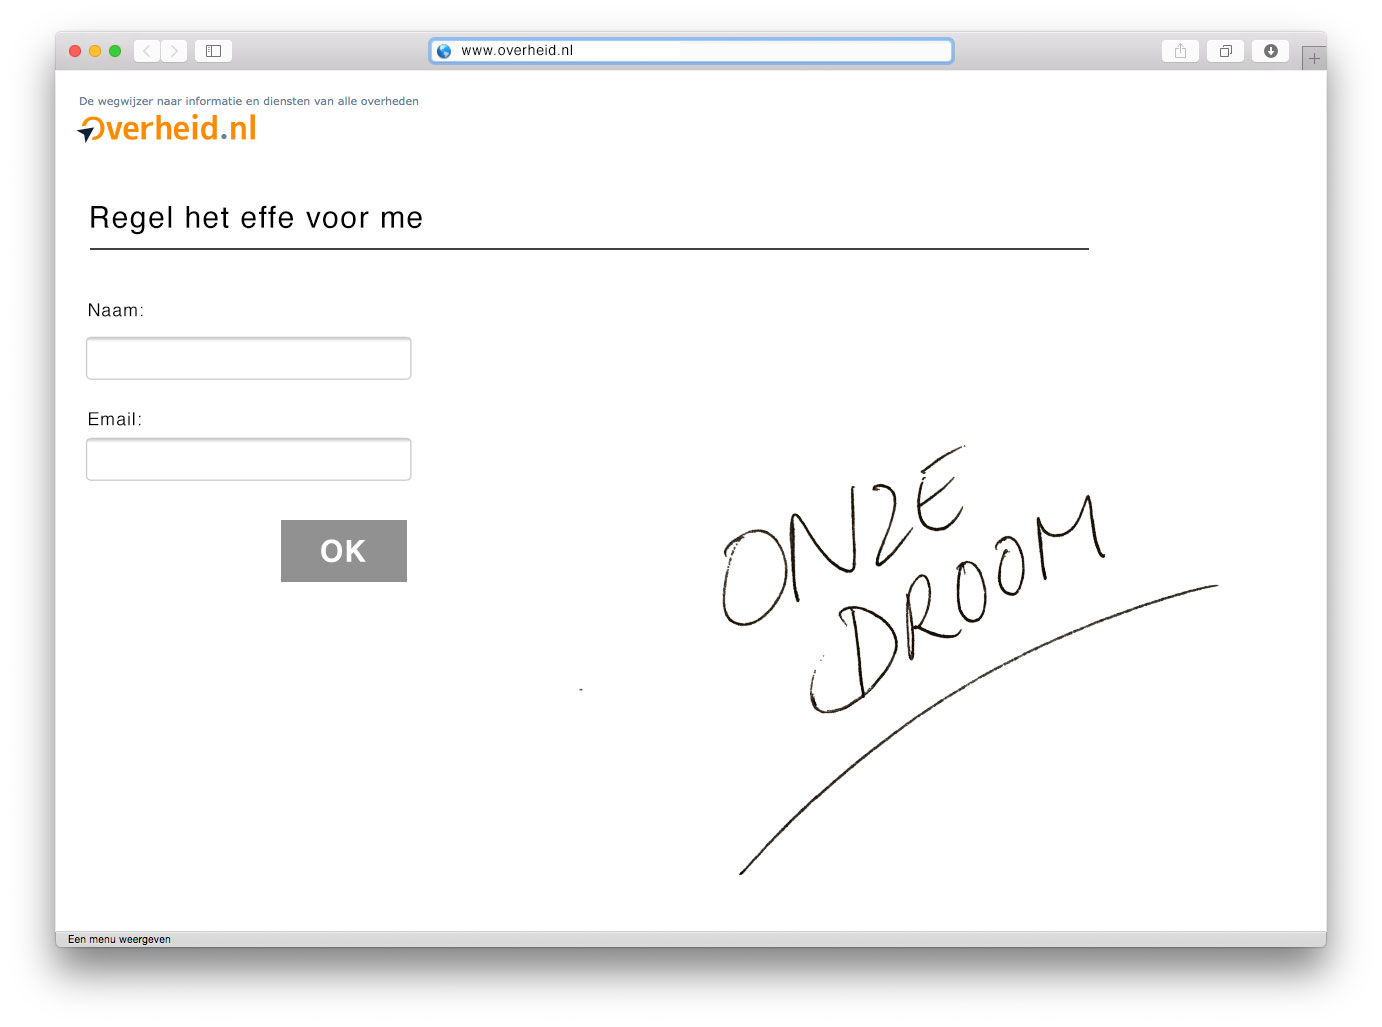 www.overheid.nl
De wegwijzer naar informatie en diensten van alle overheden
Overheid.nl
Regel het effe voor me
Naam:
Email:
OK
ONZE
DROOM
Een menu weergeven